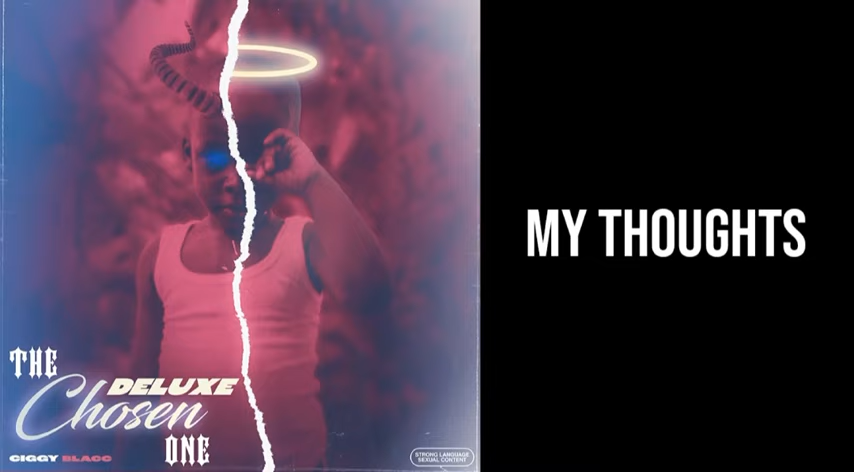 THE
DELUXE
Chosen
ONE
CIGGY BLACC
STRONG LANGUAGE
SEXUAL CONTENT
MY THOUGHTS